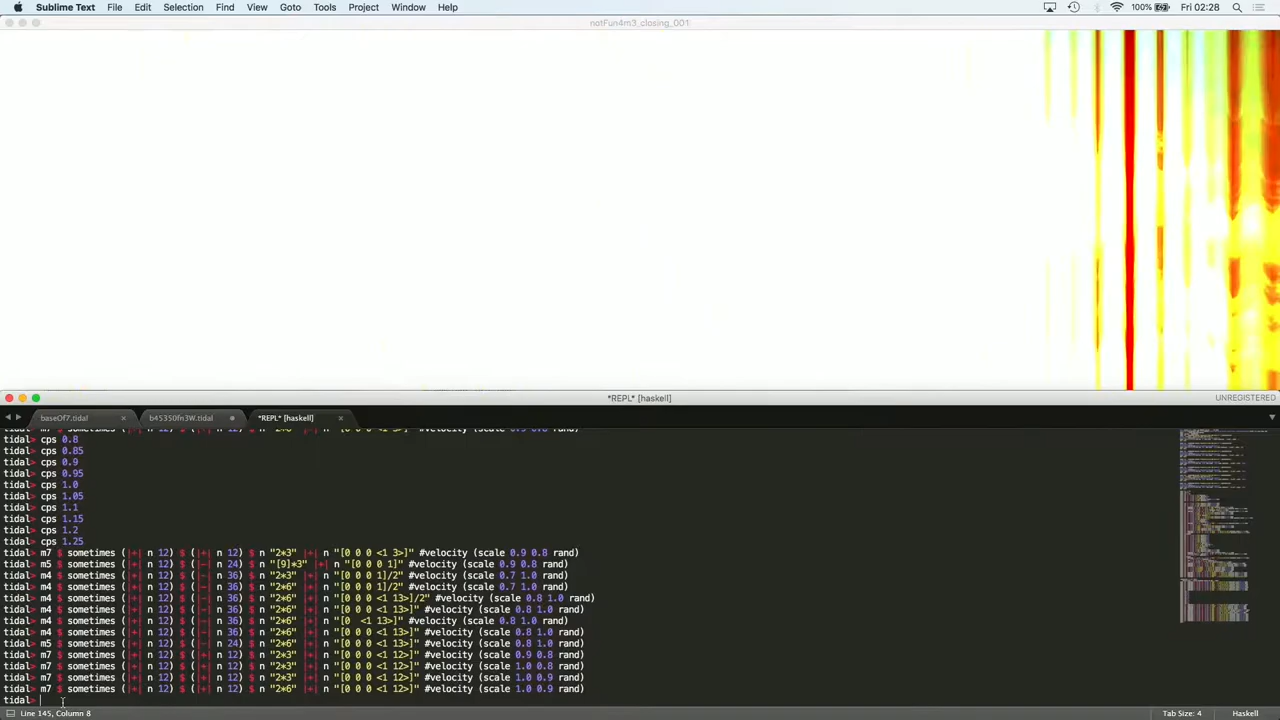 Sublime Text File Edit Selection Find View Goto Tools Project Window Help 100% Fri 02:28
natFun4m3_closing_001
*REPL* [haskell] UNREGISTERED
baseOf7.tidal b45350fn3W.tidal *REPL* [haskell]
tidal> cps 0.8
tidal> cps 0.85
tidal> cps 0.9
tidal> cps 0.95
tidal> cps 1.0
tidal> cps 1.05
tidal> cps 1.1
tidal> cps 1.15
tidal> cps 1.2
tidal> cps 1.25
tidal> m7 $ sometimes (|+| n 12) $ (|+| n 12) $ n "2*3" |+| n "[0 0 0 <1 3>]" #velocity (scale 0.9 0.8 rand)
tidal> m5 $ sometimes (|+| n 12) $ (|-| n 24) $ n "[9]*3" |+| n "[0 0 0 1]" #velocity (scale 0.9 0.8 rand)
tidal> m4 $ sometimes (|+| n 12) $ (|-| n 36) $ n "2*3" |+| n "[0 0 0 1]/2" #velocity (scale 0.7 1.0 rand)
tidal> m4 $ sometimes (|+| n 12) $ (|-| n 36) $ n "2*3" |+| n "[0 0 0 1]/2" #velocity (scale 0.7 1.0 rand)
tidal> m4 $ sometimes (|+| n 12) $ (|-| n 36) $ n "2*6" |+| n "[0 0 0 <1 13>]/2" #velocity (scale 0.8 1.0 rand)
tidal> m4 $ sometimes (|+| n 12) $ (|-| n 36) $ n "2*6" |+| n "[0 0 0 <1 13>]" #velocity (scale 0.8 1.0 rand)
tidal> m4 $ sometimes (|+| n 12) $ (|-| n 36) $ n "2*6" |+| n "[0  <1 13>]" #velocity (scale 0.8 1.0 rand)
tidal> m4 $ sometimes (|+| n 12) $ (|-| n 36) $ n "2*6" |+| n "[0 0 0 <1 13>]" #velocity (scale 0.8 1.0 rand)
tidal> m5 $ sometimes (|+| n 12) $ (|-| n 24) $ n "2*6" |+| n "[0 0 0 <1 13>]" #velocity (scale 0.8 1.0 rand)
tidal> m7 $ sometimes (|+| n 12) $ (|+| n 12) $ n "2*6" |+| n "[0 0 0 <1 12>]" #velocity (scale 0.9 0.8 rand)
tidal> m7 $ sometimes (|+| n 12) $ (|+| n 12) $ n "2*3" |+| n "[0 0 0 <1 12>]" #velocity (scale 1.0 0.8 rand)
tidal> m7 $ sometimes (|+| n 12) $ (|+| n 12) $ n "2*3" |+| n "[0 0 0 <1 12>]" #velocity (scale 1.0 0.9 rand)
tidal> m7 $ sometimes (|+| n 12) $ (|+| n 12) $ n "2*6" |+| n "[0 0 0 <1 12>]" #velocity (scale 1.0 0.9 rand)
tidal>
Line 145, Column 8 Tab Size: 4 Haskell